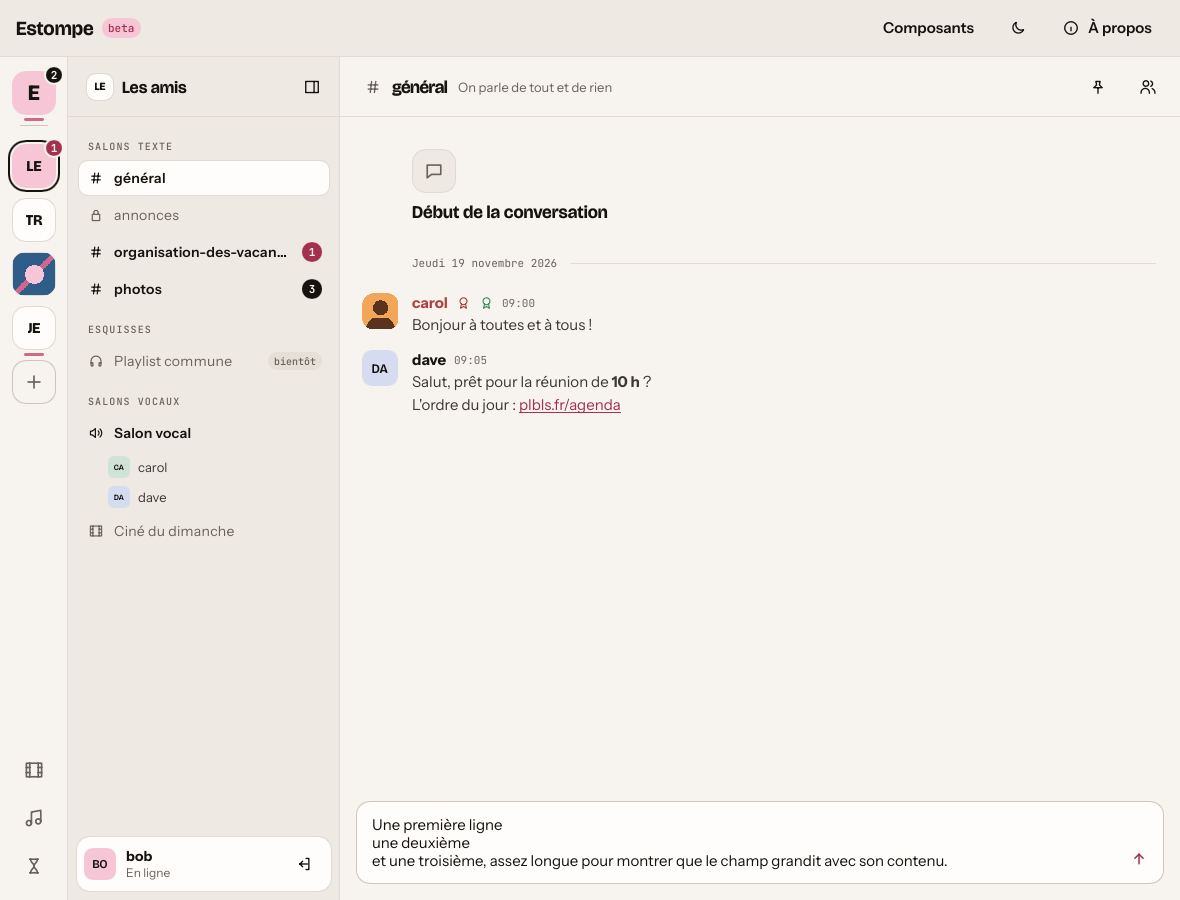 Estompe beta
Composants
À propos
E 2
LE 1
TR
JE
LE Les amis
SALONS TEXTE
général
annonces
organisation-des-vacan... 1
photos 3
ESQUISSES
Playlist commune bientôt
SALONS VOCAUX
Salon vocal
CA carol
DA dave
Ciné du dimanche
BO bob
En ligne
# général On parle de tout et de rien
Début de la conversation
Jeudi 19 novembre 2026
carol 09:00
Bonjour à toutes et à tous !
DA dave 09:05
Salut, prêt pour la réunion de 10 h ?
L'ordre du jour : plbls.fr/agenda
Une première ligne
une deuxième
et une troisième, assez longue pour montrer que le champ grandit avec son contenu.